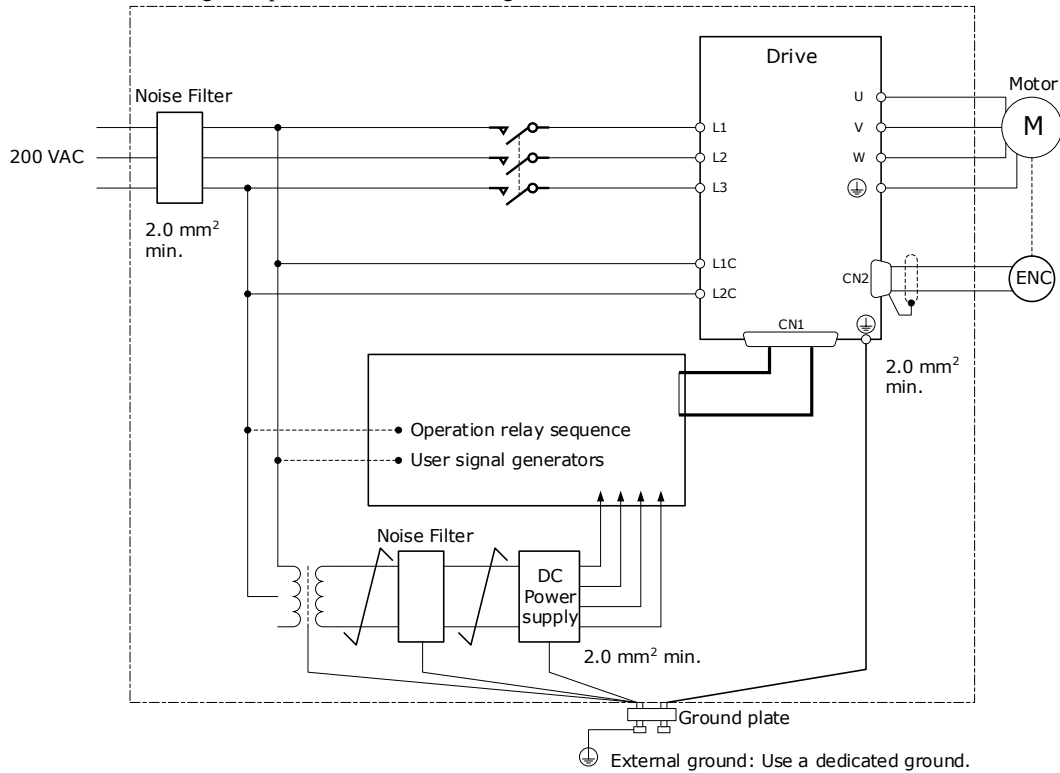 Drive
Noise Filter
Motor
U
L1
V
M
200 VAC
L2
W
L3
2.0 mm²
min.
L1C
CN2
ENC
L2C
CN1
2.0 mm²
min.
Operation relay sequence
User signal generators
Noise Filter
DC
Power
supply
2.0 mm² min.
Ground plate
External ground: Use a dedicated ground.